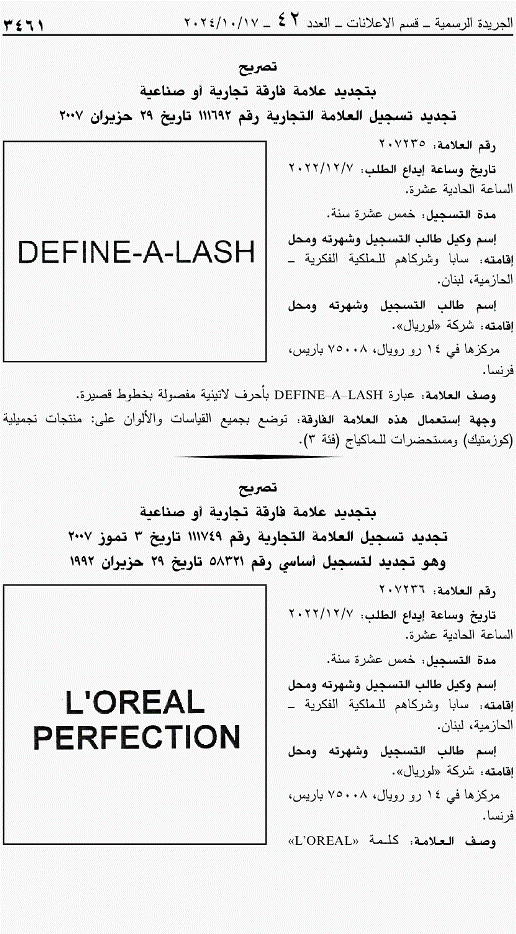 الجريدة الرسمية ــ قسم الاعلانات ــ العدد ٤٢ ــ ٢٠٢٤/١٠/١٧
٣٤٦١
تصريح
بتجديد علامة فارقة تجارية أو صناعية
تجديد تسجيل العلامة التجارية رقم ١١١٦٩٢ تاريخ ٢٩ حزيران ٢٠٠٧
رقم العلامة: ٢٠٧٢٣٥
تاريخ وساعة إيداع الطلب: ٢٠٢٢/١٢/٧
الساعة الحادية عشرة.
مدة التسجيل: خمس عشرة سنة.
إسم وكيل طالب التسجيل وشهرته ومحل
إقامته: سابا وشركاهم للملكية الفكرية ــ
الحازمية، لبنان.
إسم طالب التسجيل وشهرته ومحل
إقامته: شركة «لوريال».
مركزها في ١٤ رو رويال، ٧٥٠٠٨ باريس،
فرنسا.
DEFINE-A-LASH
وصف العلامة: عبارة DEFINE–A–LASH بأحرف لاتينية مفصولة بخطوط قصيرة.
وجهة إستعمال هذه العلامة الفارقة: توضع بجميع القياسات والألوان على: منتجات تجميلية
(كوزمتيك) ومستحضرات للماكياج (فئة ٣).
تصريح
بتجديد علامة فارقة تجارية أو صناعية
تجديد تسجيل العلامة التجارية رقم ١١١٧٤٩ تاريخ ٣ تموز ٢٠٠٧
وهو تجديد لتسجيل أساسي رقم ٥٨٣٢١ تاريخ ٢٩ حزيران ١٩٩٢
رقم العلامة: ٢٠٧٢٣٦
تاريخ وساعة إيداع الطلب: ٢٠٢٢/١٢/٧
الساعة الحادية عشرة.
مدة التسجيل: خمس عشرة سنة.
إسم وكيل طالب التسجيل وشهرته ومحل
إقامته: سابا وشركاهم للملكية الفكرية ــ
الحازمية، لبنان.
إسم طالب التسجيل وشهرته ومحل
إقامته: شركة «لوريال».
مركزها في ١٤ رو رويال، ٧٥٠٠٨ باريس،
فرنسا.
وصف العلامة: كلمة «L'OREAL»
L'OREAL
PERFECTION